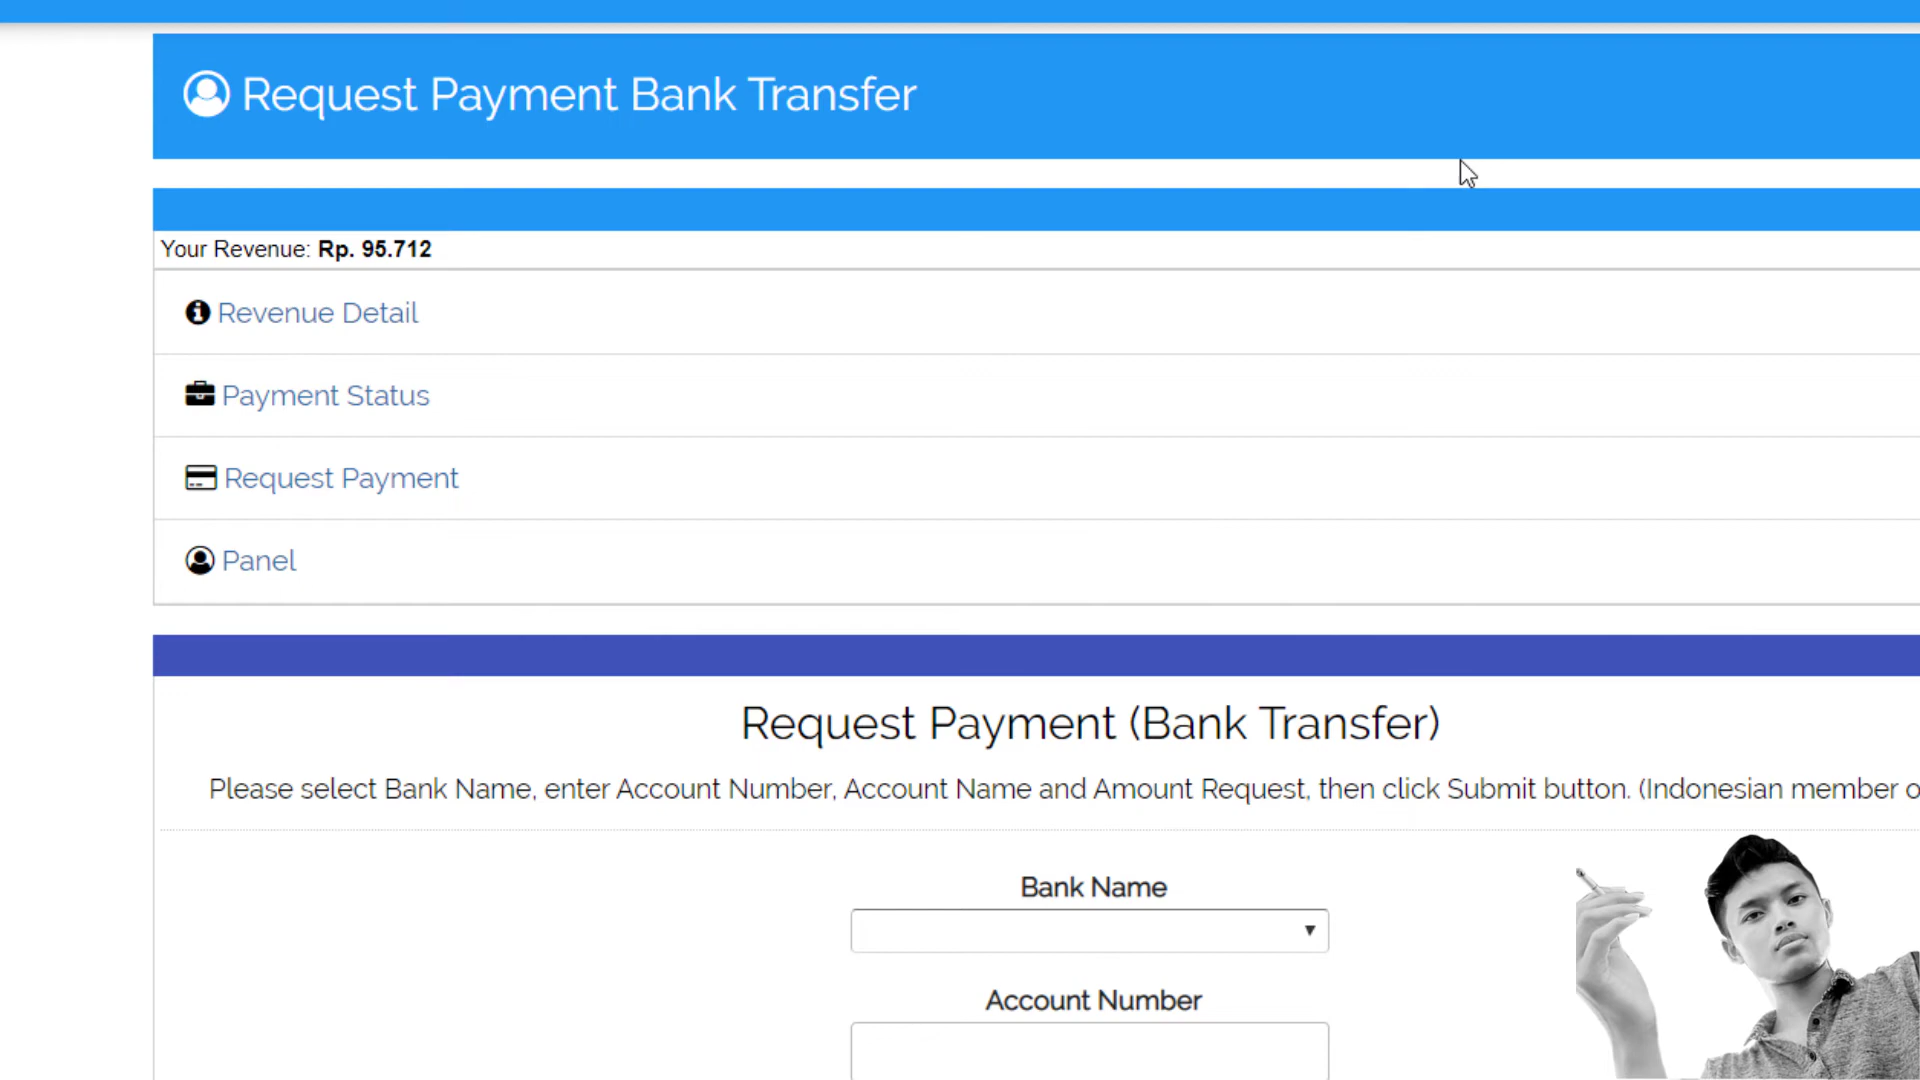 Request Payment Bank Transfer
Your Revenue: Rp. 95.712
Revenue Detail
Payment Status
Request Payment
Panel
Request Payment (Bank Transfer)
Please select Bank Name, enter Account Number, Account Name and Amount Request, then click Submit button. (Indonesian member
Bank Name
Account Number